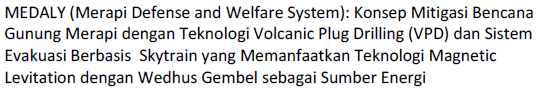 MEDALY (Merapi Defense and Welfare System): Konsep Mitigasi Bencana
Gunung Merapi dengan Teknologi Volcanic Plug Drilling (VPD) dan Sistem
Evakuasi Berbasis  Skytrain yang Memanfaatkan Teknologi Magnetic
Levitation dengan Wedhus Gembel sebagai Sumber Energi